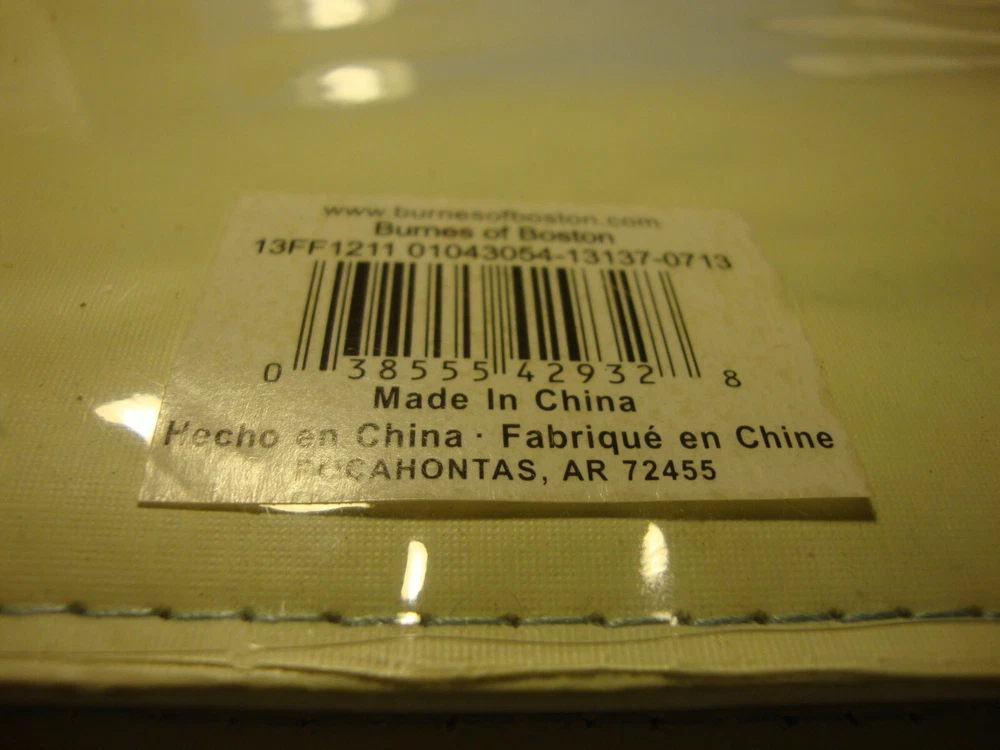 www.burnesofboston.com
Burnes of Boston
13FF1211 01043054-13137-0713
0 38555 42932 8
Made In China
Hecho en China · Fabriqué en Chine
POCAHONTAS, AR 72455